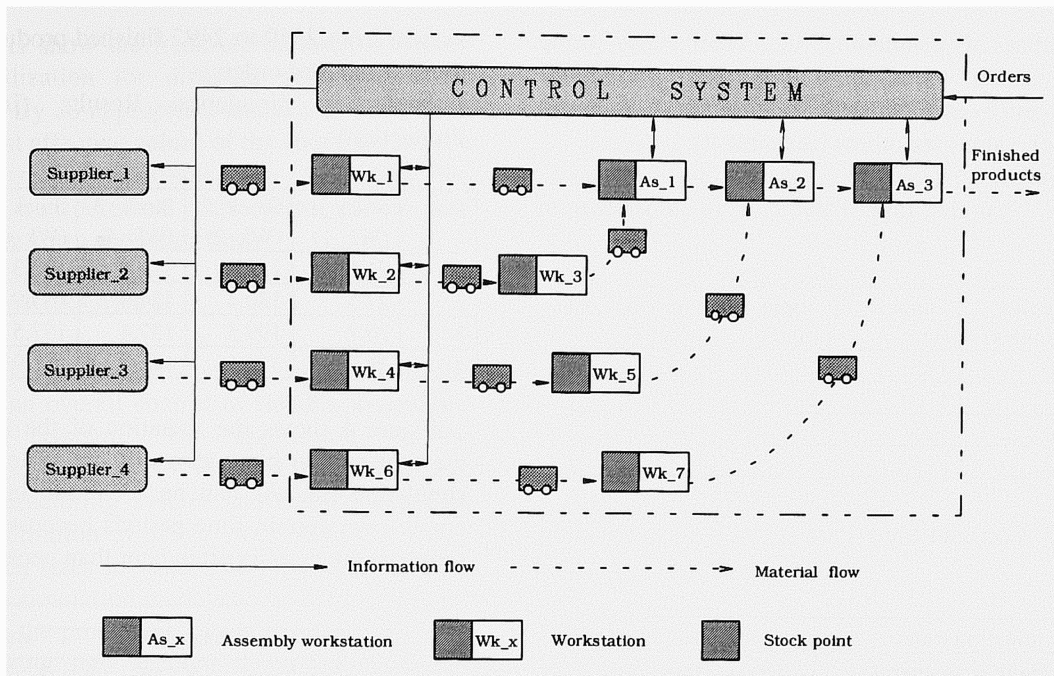 CONTROL SYSTEM
Orders
Finished
products
Supplier_1
Wk_1
As_1
As_2
As_3
Supplier_2
Wk_2
Wk_3
Supplier_3
Wk_4
Wk_5
Supplier_4
Wk_6
Wk_7
Information flow
Material flow
As_x
Assembly workstation
Wk_x
Workstation
Stock point